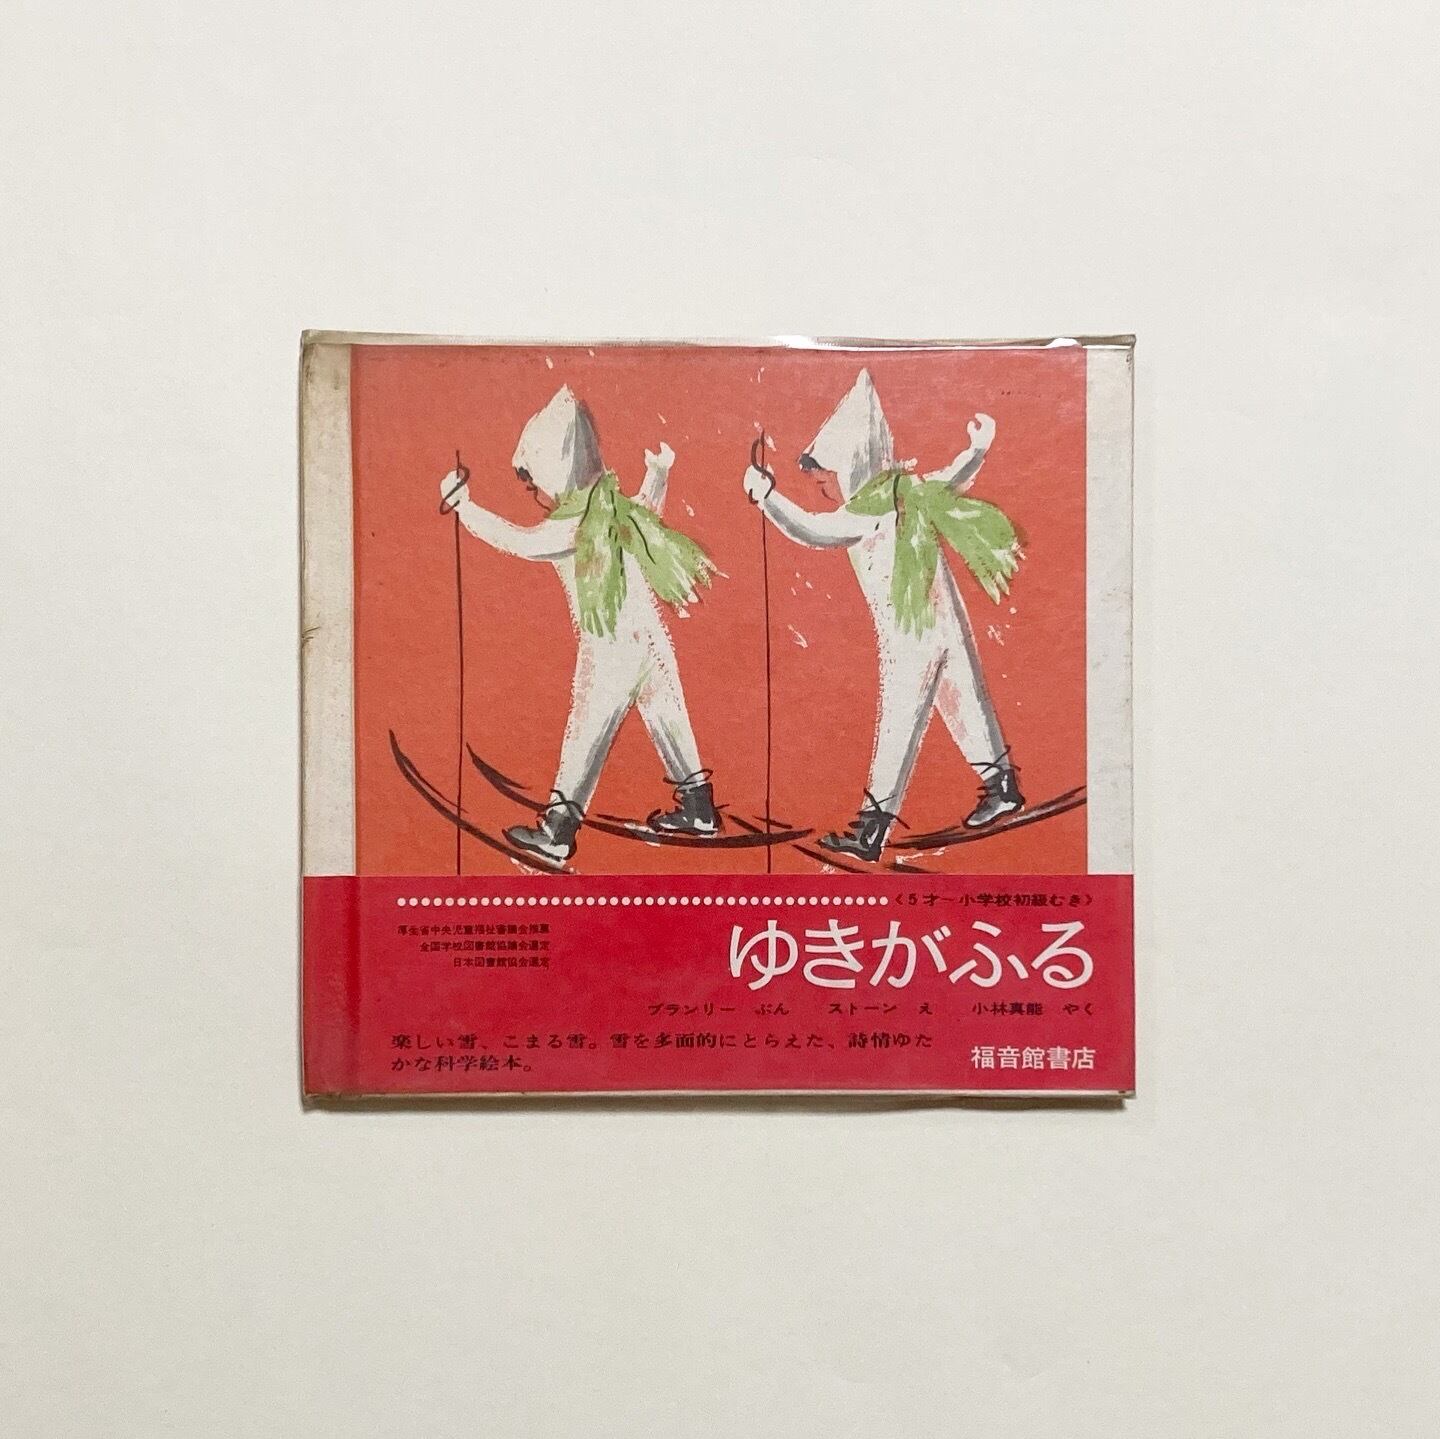 《5才－小学校初級むき》
厚生省中央児童福祉審議会推薦
全国学校図書館協議会選定
日本図書館協会選定
ゆきがふる
ブランリー ぶん ストーン え 小林真能 やく
楽しい雪、こまる雪。雪を多面的にとらえた、詩情ゆた
かな科学絵本。
福音館書店